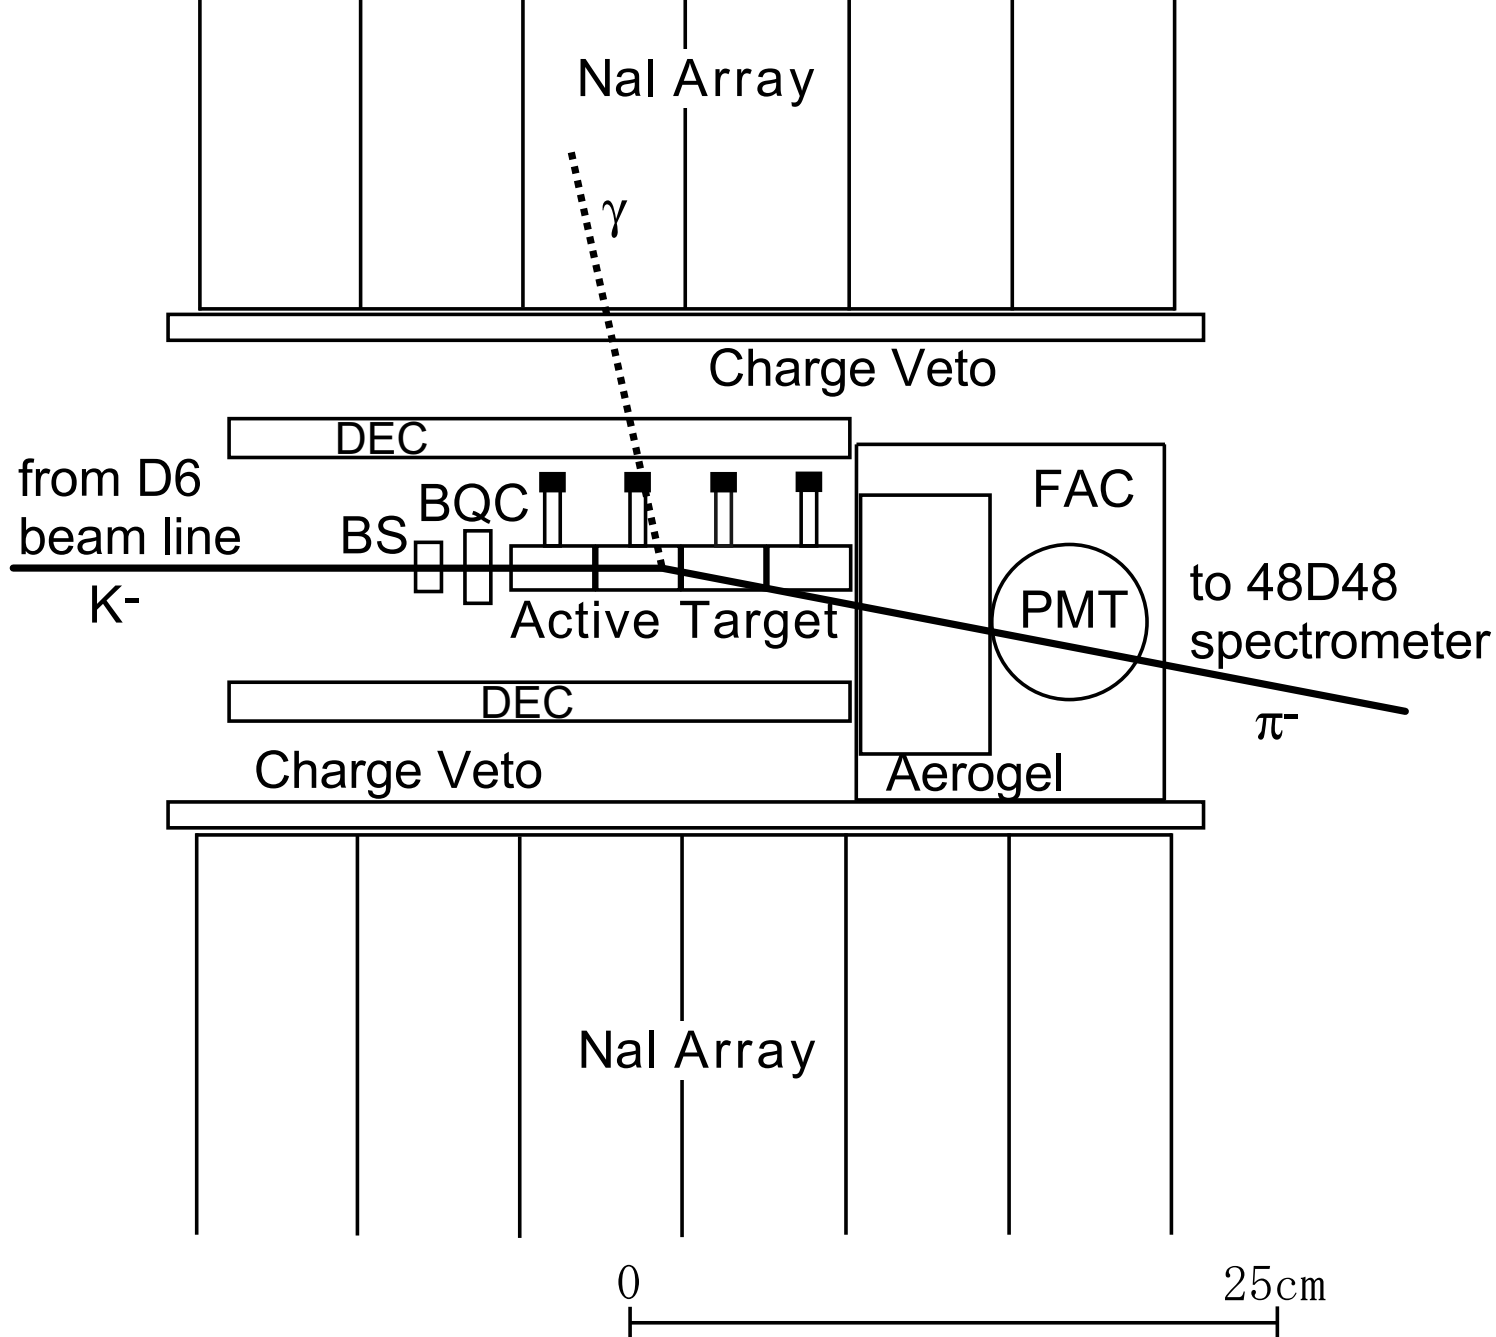 NaI Array
γ
Charge Veto
DEC
from D6
beam line
K-
BS
BQC
FAC
Active Target
PMT
to 48D48
spectrometer
π-
DEC
Charge Veto
Aerogel
NaI Array
0
25cm